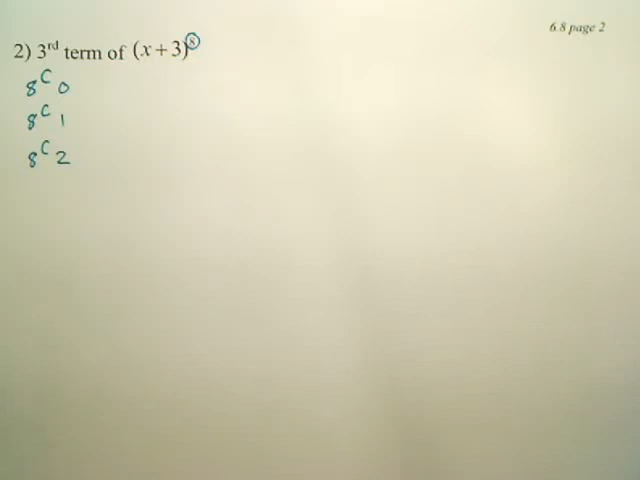 6.8 page 2
2) 3rd term of (x + 3)⁸
₈C₀
₈C₁
₈C₂